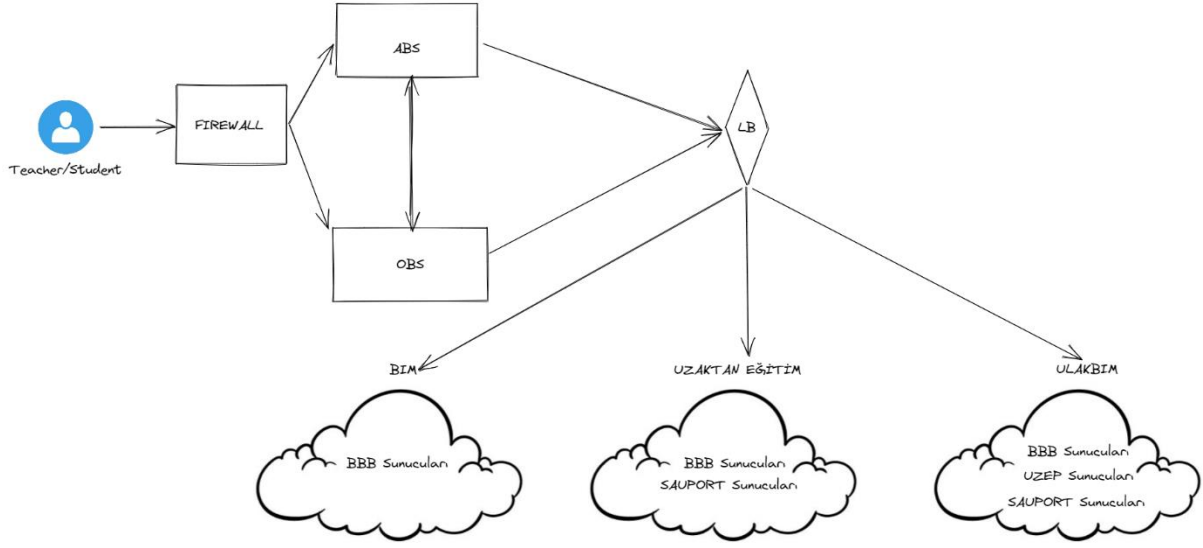 ABS
FIREWALL
LB
Teacher/Student
OBS
BIM
UZAKTAN EĞİTİM
ULAKBIM
BBB Sunucuları
BBB Sunucuları
SAUPORT Sunucuları
BBB Sunucuları
UZEP Sunucuları
SAUPORT Sunucuları